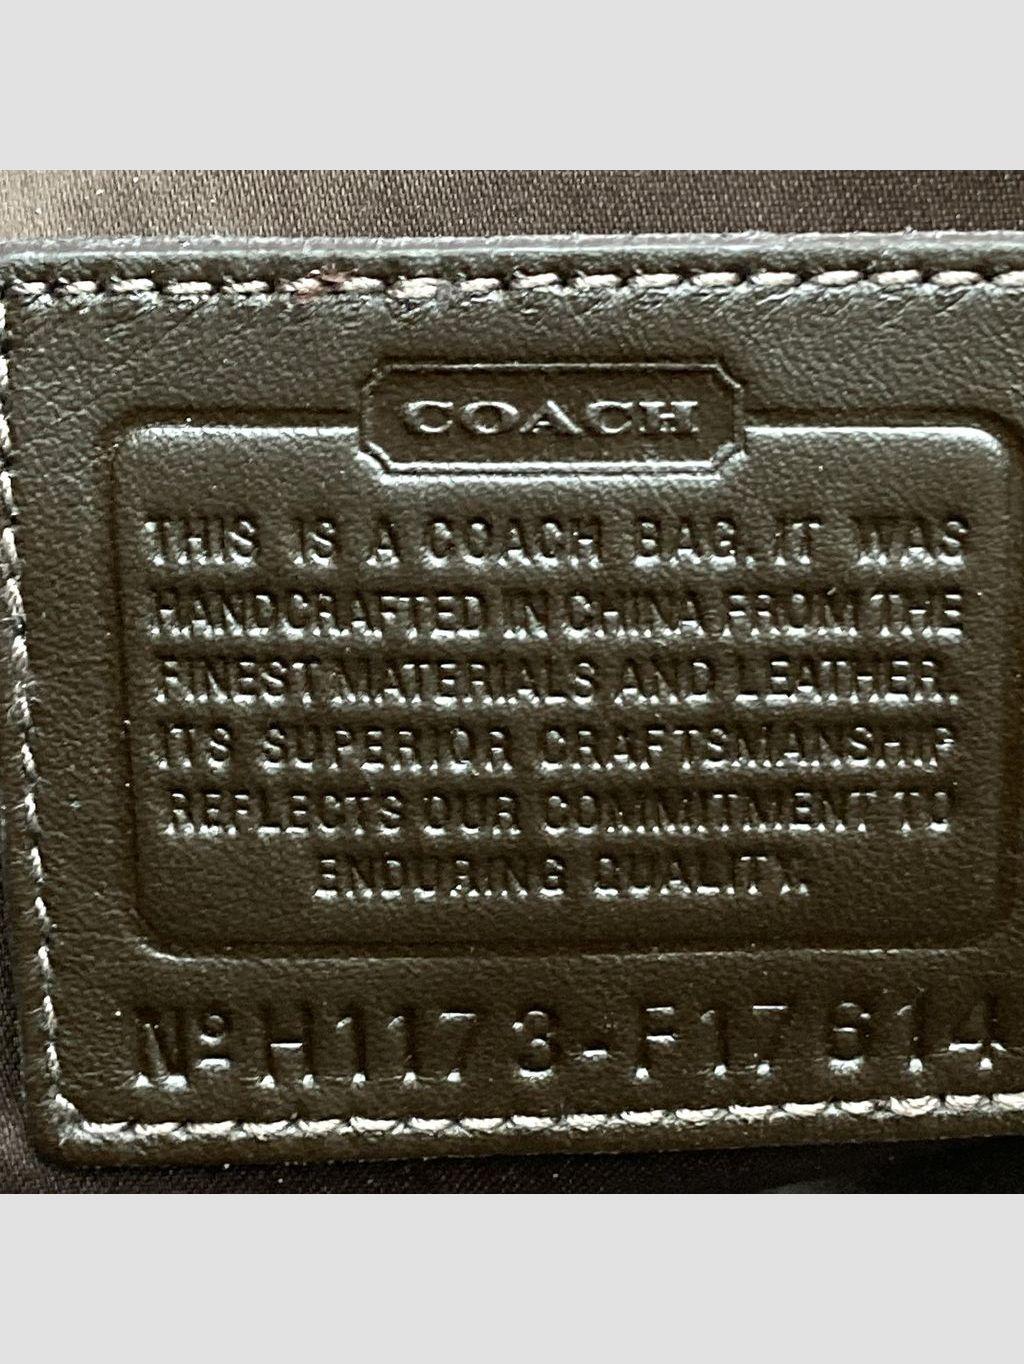 COACH
THIS IS A COACH BAG. IT WAS
HANDCRAFTED IN CHINA FROM THE
FINEST MATERIALS AND LEATHER.
ITS SUPERIOR CRAFTSMANSHIP
REFLECTS OUR COMMITMENT TO
ENDURING QUALITY.
Nº H1173-F17614